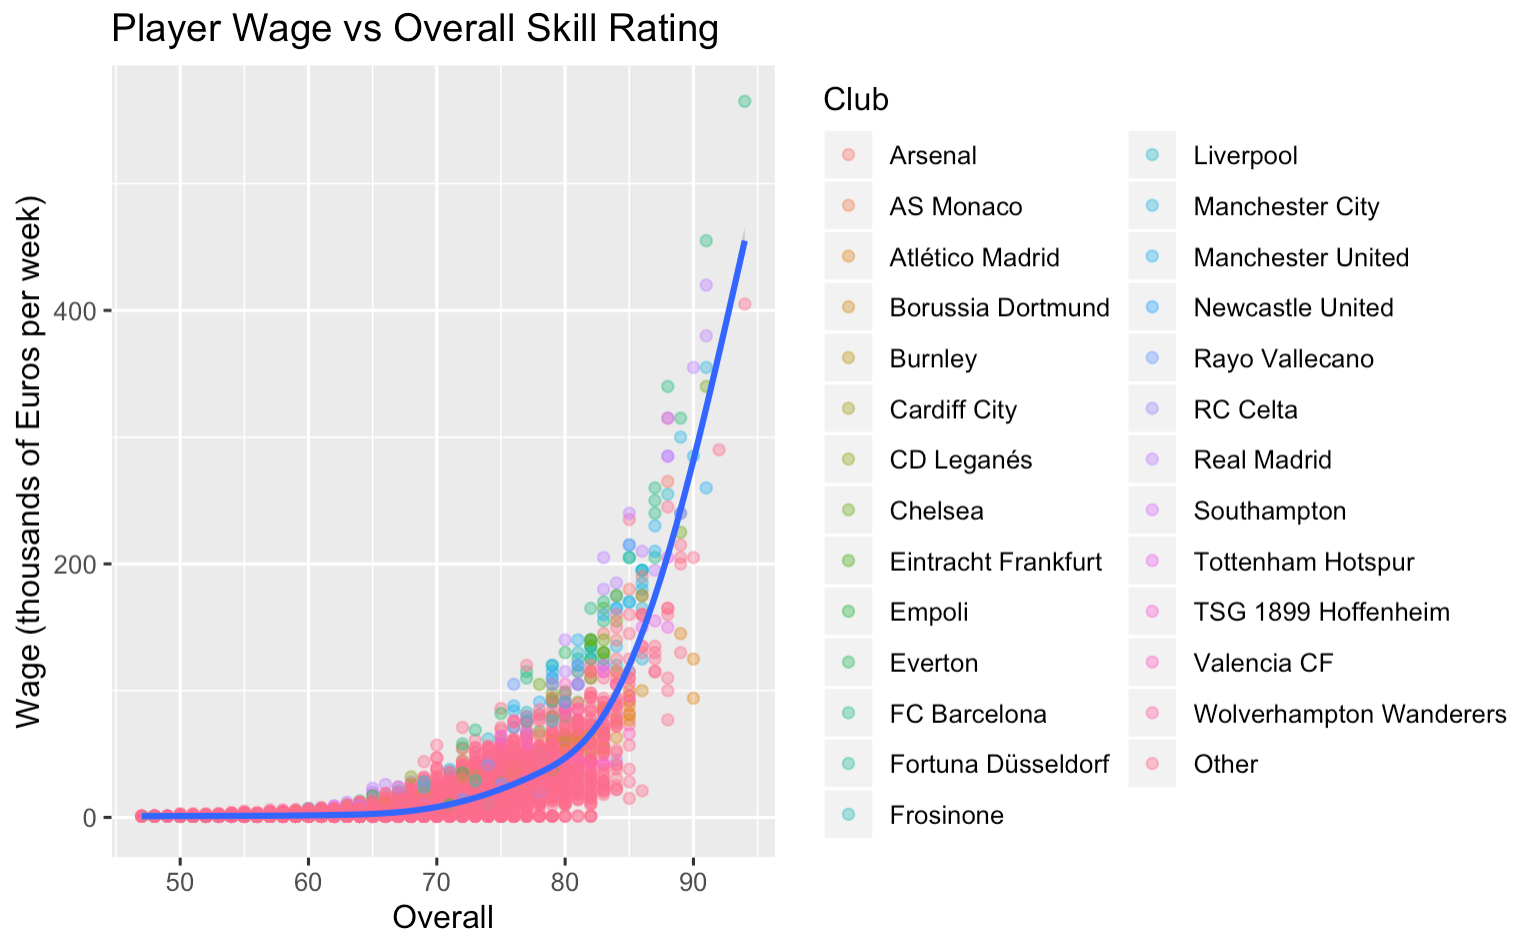 Player Wage vs Overall Skill Rating
Wage (thousands of Euros per week)
400
200
0
50 60 70 80 90
Overall
Club
Arsenal
AS Monaco
Atlético Madrid
Borussia Dortmund
Burnley
Cardiff City
CD Leganés
Chelsea
Eintracht Frankfurt
Empoli
Everton
FC Barcelona
Fortuna Düsseldorf
Frosinone
Liverpool
Manchester City
Manchester United
Newcastle United
Rayo Vallecano
RC Celta
Real Madrid
Southampton
Tottenham Hotspur
TSG 1899 Hoffenheim
Valencia CF
Wolverhampton Wanderers
Other